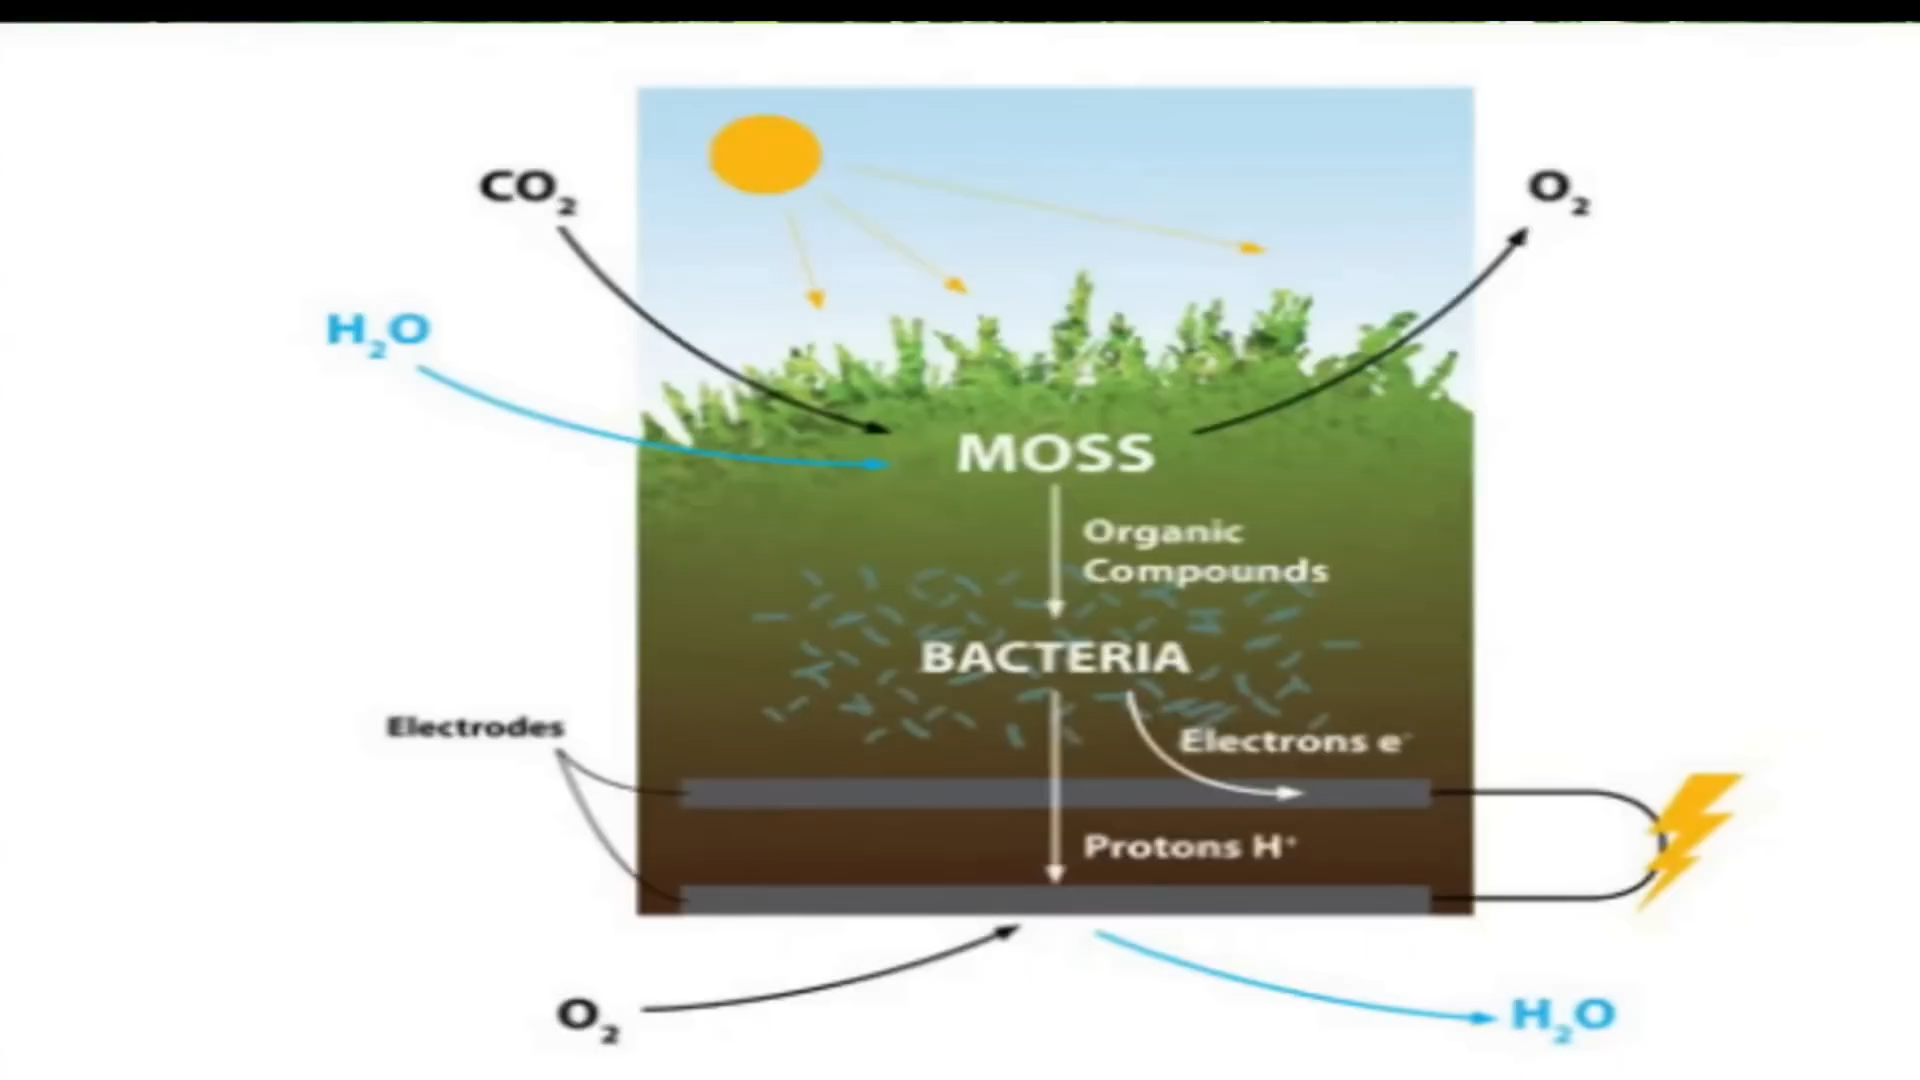 CO₂
O₂
H₂O
MOSS
Organic
Compounds
BACTERIA
Electrodes
Electrons e⁻
Protons H⁺
O₂
H₂O